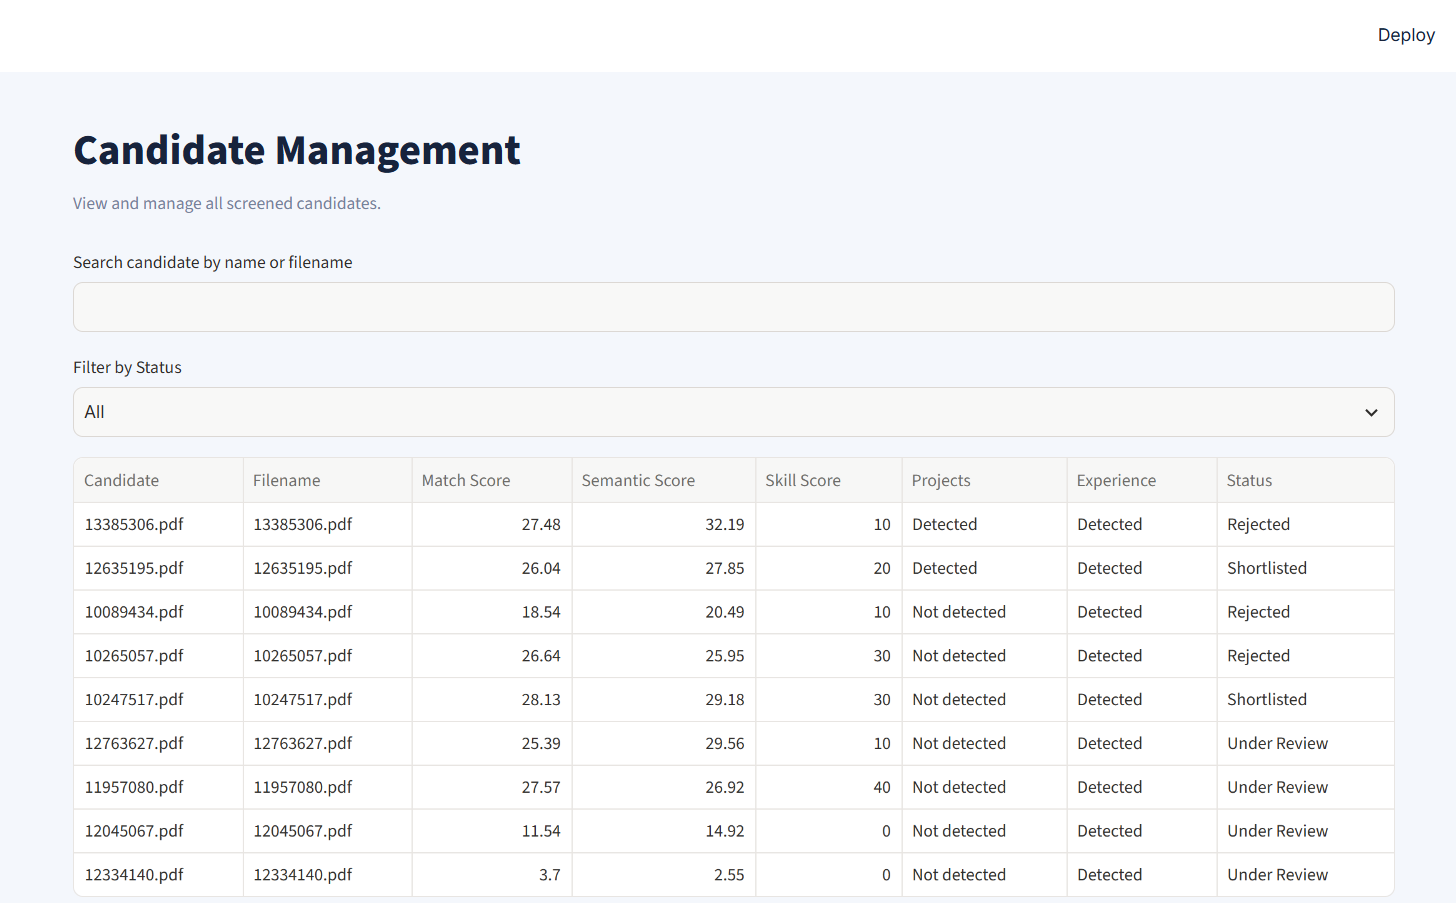 Deploy
Candidate Management
View and manage all screened candidates.
Search candidate by name or filename
Filter by Status
All
Candidate Filename Match Score Semantic Score Skill Score Projects Experience Status
13385306.pdf 13385306.pdf 27.48 32.19 10 Detected Detected Rejected
12635195.pdf 12635195.pdf 26.04 27.85 20 Detected Detected Shortlisted
10089434.pdf 10089434.pdf 18.54 20.49 10 Not detected Detected Rejected
10265057.pdf 10265057.pdf 26.64 25.95 30 Not detected Detected Rejected
10247517.pdf 10247517.pdf 28.13 29.18 30 Not detected Detected Shortlisted
12763627.pdf 12763627.pdf 25.39 29.56 10 Not detected Detected Under Review
11957080.pdf 11957080.pdf 27.57 26.92 40 Not detected Detected Under Review
12045067.pdf 12045067.pdf 11.54 14.92 0 Not detected Detected Under Review
12334140.pdf 12334140.pdf 3.7 2.55 0 Not detected Detected Under Review